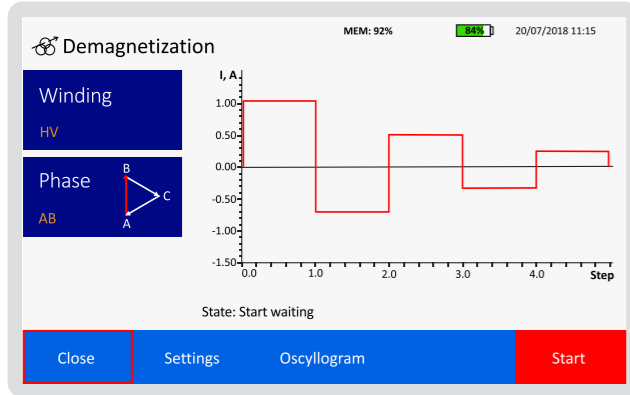 MEM: 92%
84%
20/07/2018 11:15
Demagnetization
Winding
HV
Phase
AB
B
C
A
I, A
1.00
0.50
0.00
-0.50
-1.00
-1.50
0.0 1.0 2.0 3.0 4.0 Step
State: Start waiting
Close Settings Oscyllogram Start